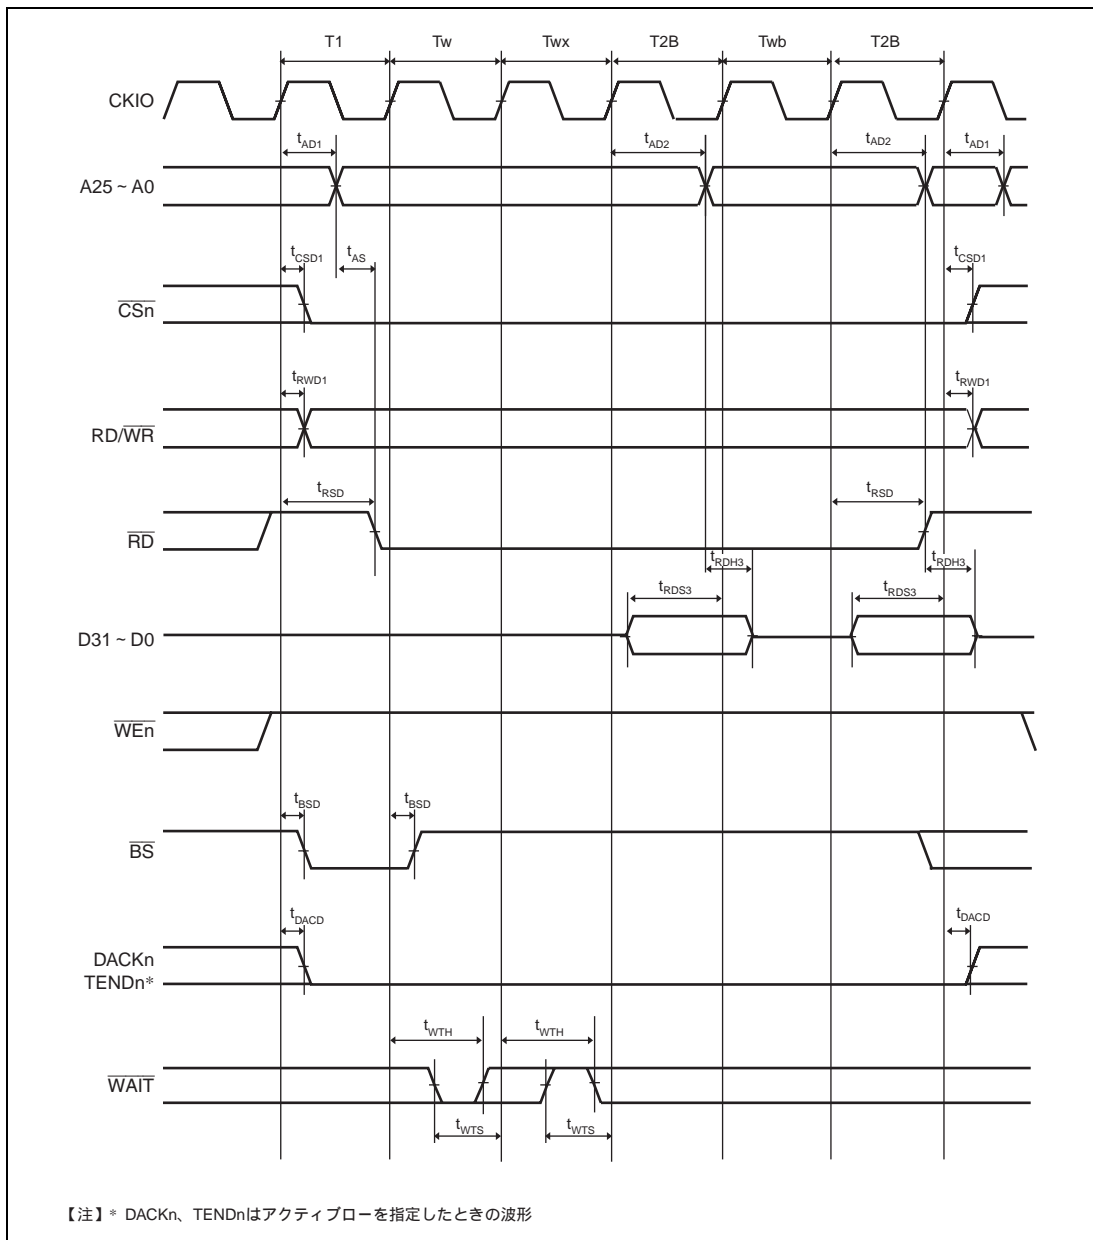 T1 Tw Twx T2B Twb T2B
CKIO
tAD1 tAD2 tAD2 tAD1
A25 ~ A0
tCSD1 tAS tCSD1
CSn
tRWD1 tRWD1
RD/WR
tRSD tRSD
RD
tRDH3 tRDH3
tRDS3 tRDS3
D31 ~ D0
WEn
tBSD tBSD
BS
tDACD tDACD
DACKn
TENDn*
tWTH tWTH
WAIT
tWTS tWTS
【注】* DACKn、TENDnはアクティブローを指定したときの波形